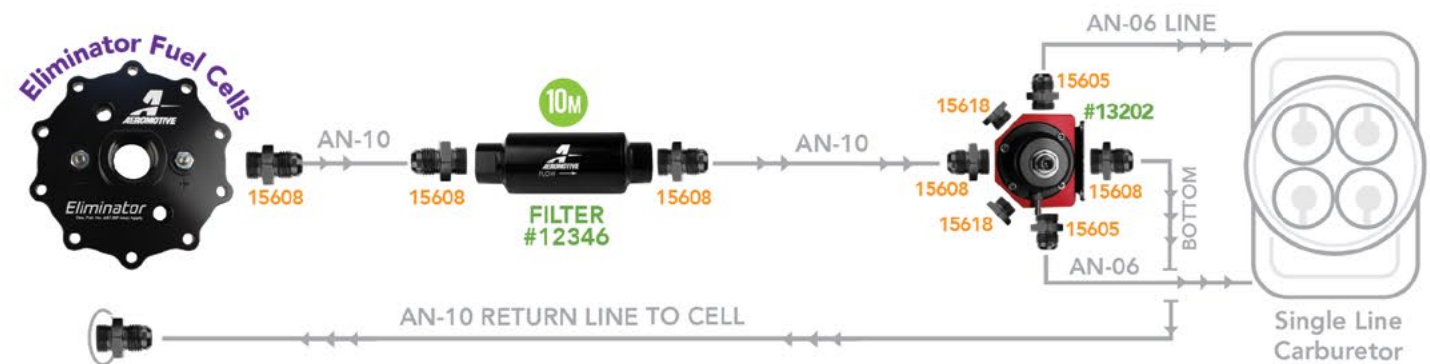 Eliminator Fuel Cells
AEROMOTIVE
Eliminator
15608
AN-10
15608
10M
AEROMOTIVE
FLOW
FILTER
#12346
15608
AN-10
15608
15618
15605
#13202
15608
15618
15605
AN-06 LINE
BOTTOM
AN-06
Single Line
Carburetor
AN-10 RETURN LINE TO CELL